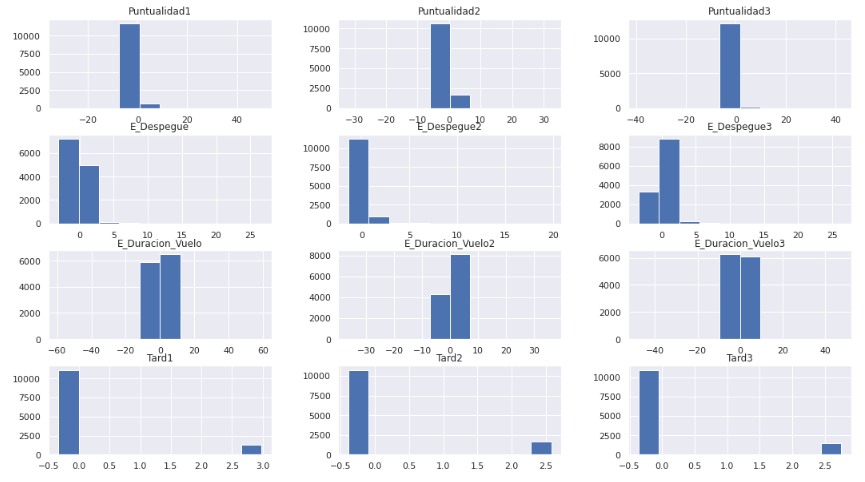 Puntualidad1 Puntualidad2 Puntualidad3
10000 10000 10000
7500 7500
5000 5000 5000
2500 2500
0 0 0
−20 0 20 40 −30 −20 −10 0 10 20 30 −40 −20 0 20 40
E_Despegue E_Despegue2 E_Despegue3
6000 10000 8000
4000 7500 6000
2000 5000 4000
0 2500 2000
0 0
0 5 10 15 20 25 0 5 10 15 20 0 5 10 15 20 25
E_Duracion_Vuelo E_Duracion_Vuelo2 E_Duracion_Vuelo3
6000 8000 6000
4000 6000 4000
2000 4000 2000
0 2000 0
0
−60 −40 −20 0 20 40 60 −30 −20 −10 0 10 20 30 −40 −20 0 20 40
Tard1 Tard2 Tard3
10000 10000 10000
7500 7500 7500
5000 5000 5000
2500 2500 2500
0 0 0
−0.5 0.0 0.5 1.0 1.5 2.0 2.5 3.0 −0.5 0.0 0.5 1.0 1.5 2.0 2.5 −0.5 0.0 0.5 1.0 1.5 2.0 2.5